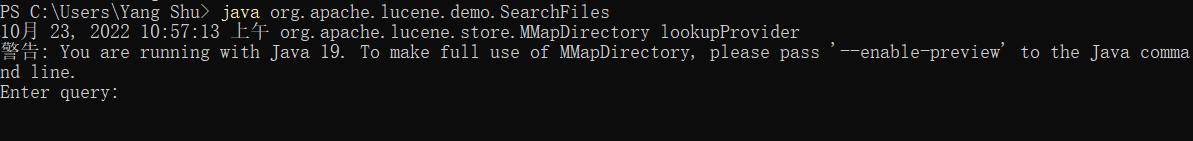 PS C:\Users\Yang Shu> java org.apache.lucene.demo.SearchFiles
10月 23, 2022 10:57:13 上午 org.apache.lucene.store.MMapDirectory lookupProvider
警告: You are running with Java 19. To make full use of MMapDirectory, please pass '--enable-preview' to the Java comma
nd line.
Enter query: